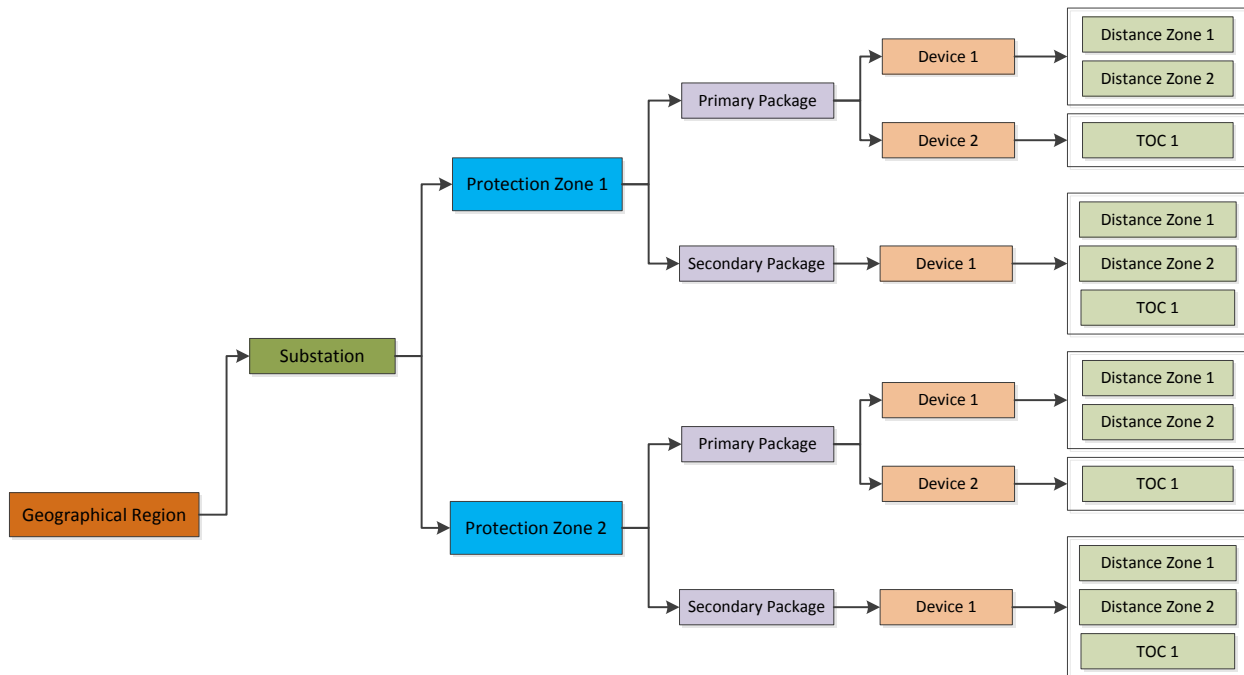 Geographical Region
Substation
Protection Zone 1
Primary Package
Device 1
Distance Zone 1
Distance Zone 2
Device 2
TOC 1
Secondary Package
Device 1
Distance Zone 1
Distance Zone 2
TOC 1
Protection Zone 2
Primary Package
Device 1
Distance Zone 1
Distance Zone 2
Device 2
TOC 1
Secondary Package
Device 1
Distance Zone 1
Distance Zone 2
TOC 1